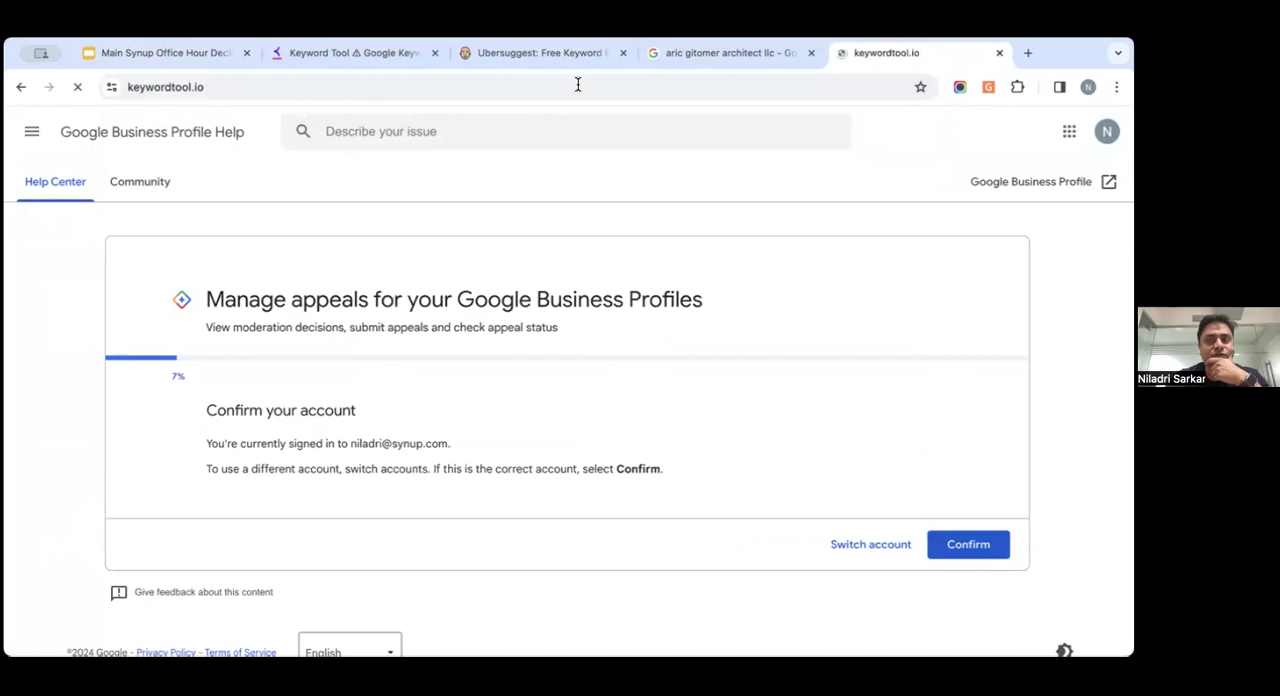 Main Synup Office Hour Deck
Keyword Tool ⚠ Google Keyw
Ubersuggest: Free Keyword
aric gitomer architect llc - Go
keywordtool.io
keywordtool.io
Google Business Profile Help
Describe your issue
N
Help Center
Community
Google Business Profile
Manage appeals for your Google Business Profiles
View moderation decisions, submit appeals and check appeal status
7%
Confirm your account
You're currently signed in to niladri@synup.com.
To use a different account, switch accounts. If this is the correct account, select Confirm.
Switch account
Confirm
Give feedback about this content
©2024 Google - Privacy Policy - Terms of Service
English
Niladri Sarkar